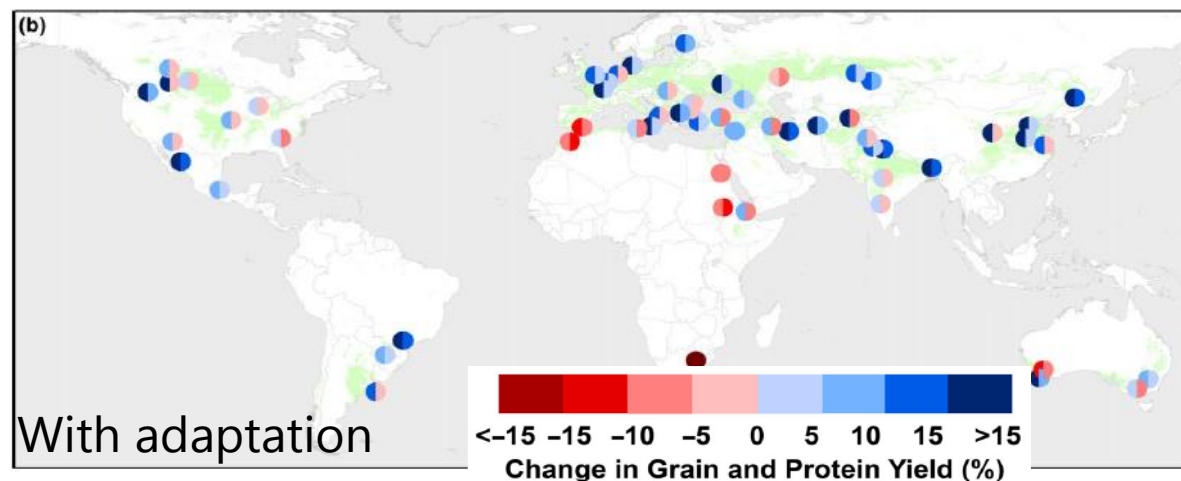 (b)
With adaptation
<–15 –15 –10 –5 0 5 10 15 >15
Change in Grain and Protein Yield (%)